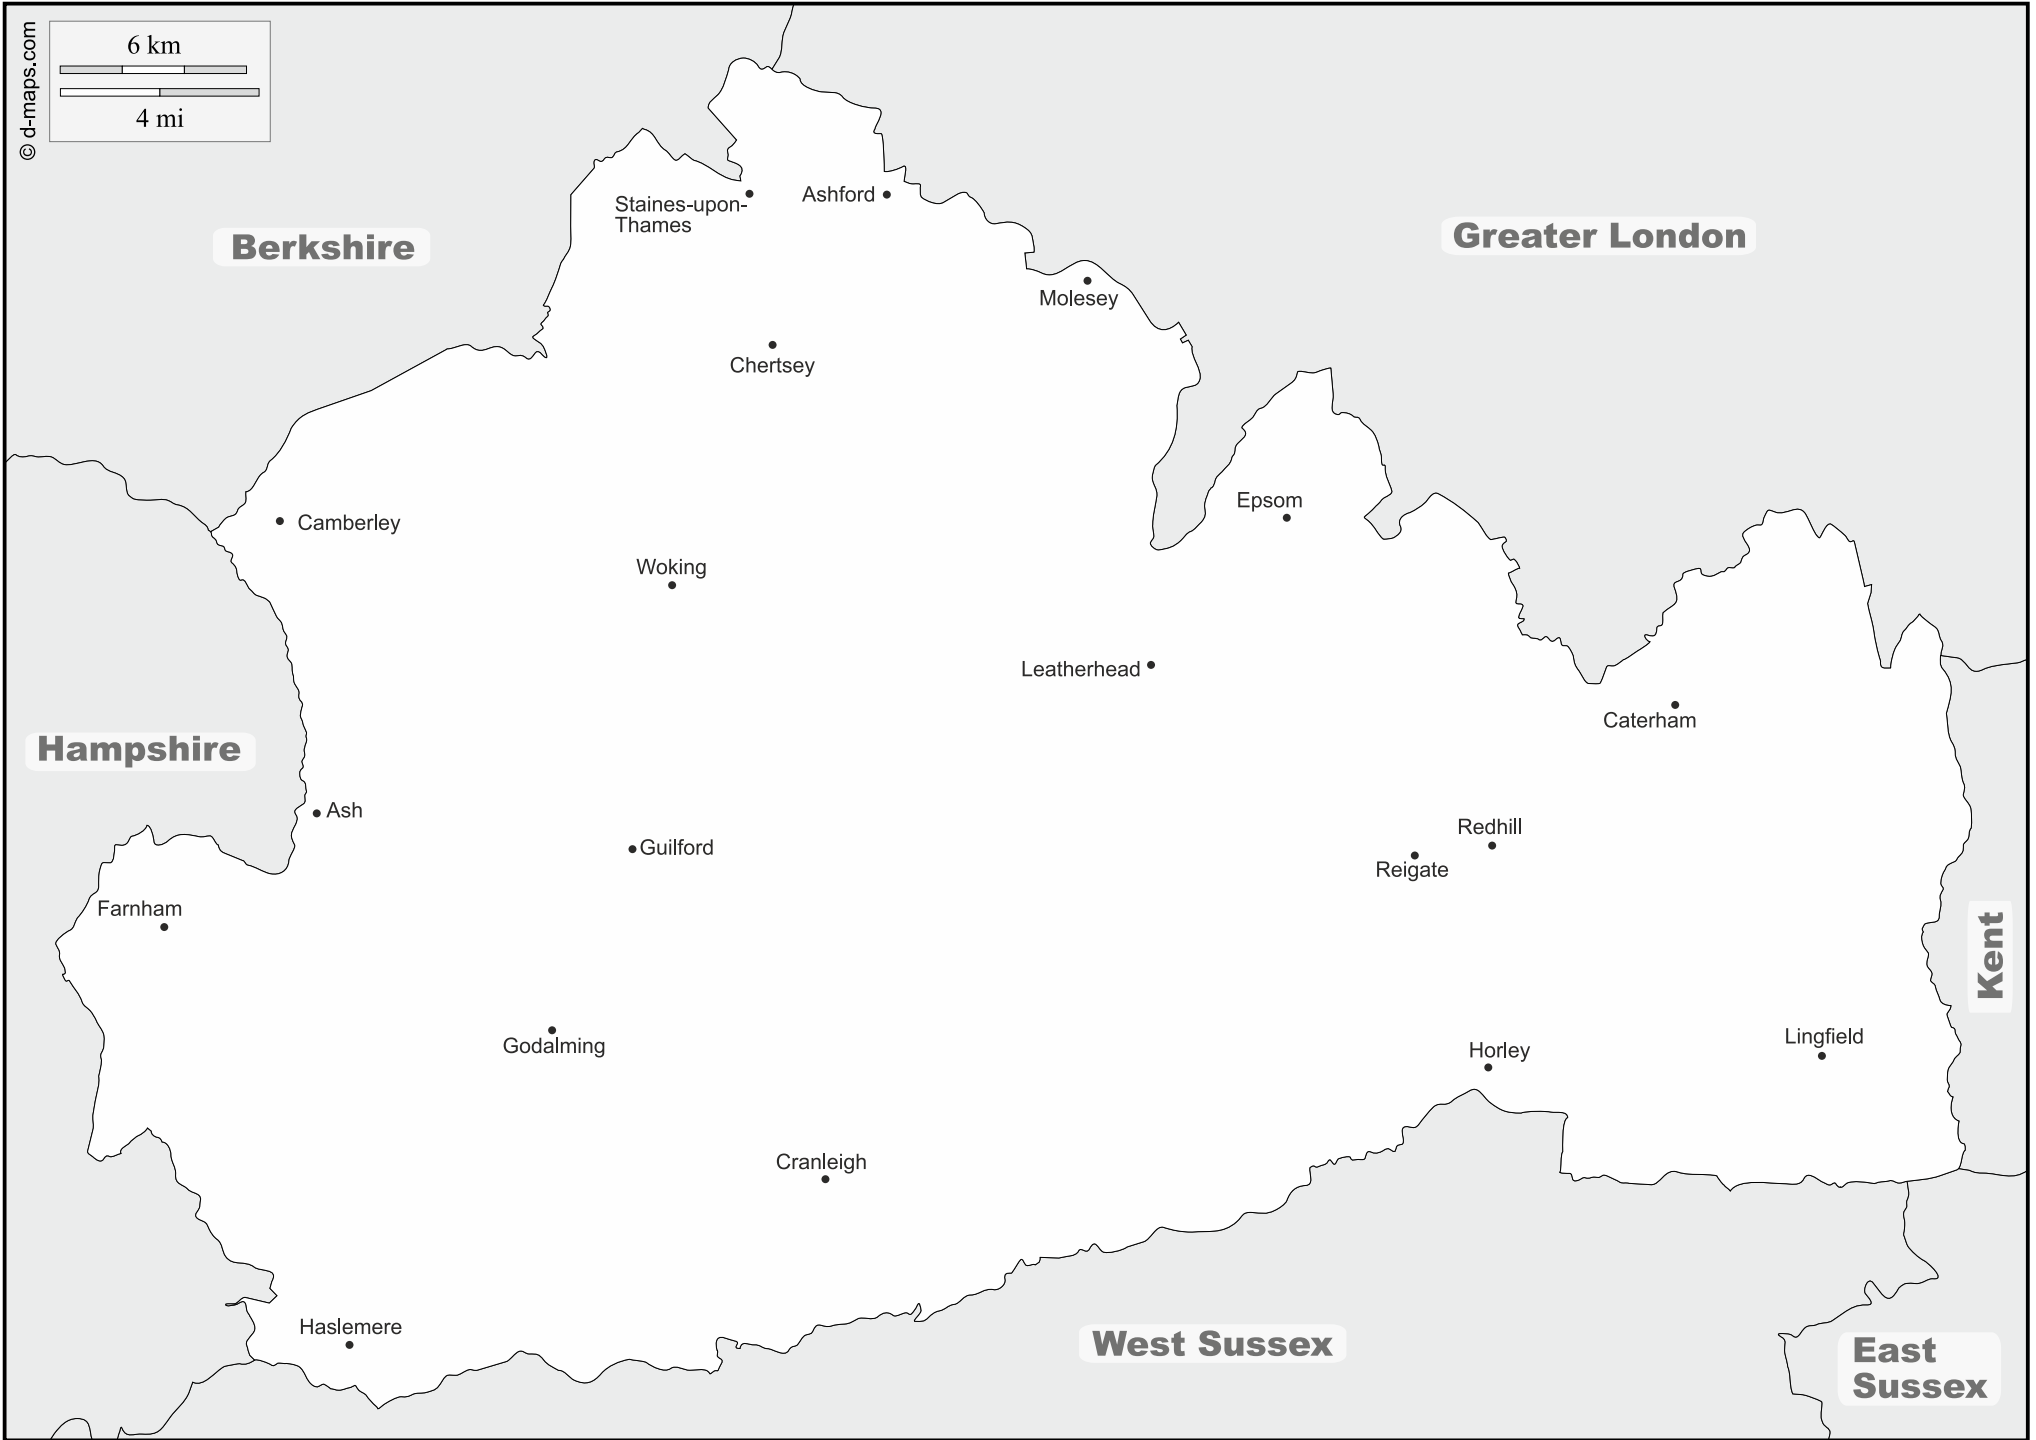 © d-maps.com
6 km
4 mi
Staines-upon-
Thames
Ashford
Berkshire
Greater London
Molesey
Chertsey
Epsom
Camberley
Woking
Leatherhead
Caterham
Hampshire
Ash
Redhill
Guilford
Reigate
Farnham
Kent
Godalming
Horley
Lingfield
Cranleigh
Haslemere
West Sussex
East
Sussex